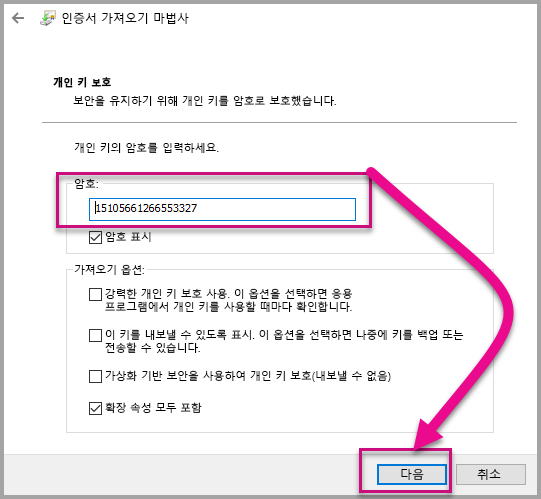 인증서 가져오기 마법사
개인 키 보호
보안을 유지하기 위해 개인 키를 암호로 보호했습니다.
개인 키의 암호를 입력하세요.
암호:
15105661266553327
암호 표시
가져오기 옵션:
강력한 개인 키 보호 사용. 이 옵션을 선택하면 응용
프로그램에서 개인 키를 사용할 때마다 확인합니다.
이 키를 내보낼 수 있도록 표시. 이 옵션을 선택하면 나중에 키를 백업 또는
전송할 수 있습니다.
가상화 기반 보안을 사용하여 개인 키 보호(내보낼 수 없음)
확장 속성 모두 포함
다음
취소